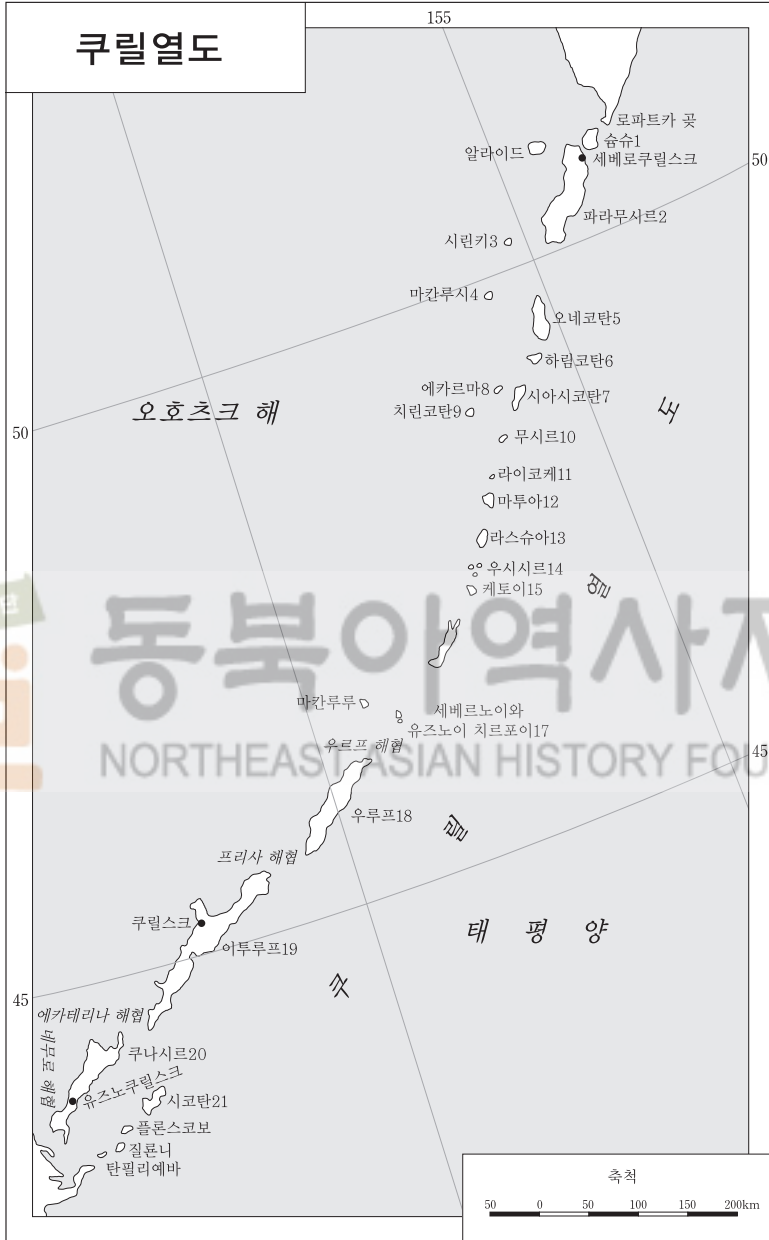 쿠릴열도
155
로파트카 곶
슘슈1
알라이드
세베로쿠릴스크
50
파라무시르2
시린키3
마칸루시4
오네코탄5
하림코탄6
에카르마8
시아시코탄7
치린코탄9
오호츠크 해
50
무시르10
라이코케11
마투아12
라스슈아13
우시시르14
케토이15
마칸루루
세베르노이와
유즈노이 치르포이17
우르프 해협
45
우루프18
프리사 해협
쿠릴스크
이투루프19
쿠 릴 열 도
태 평 양
45
에카테리나 해협
네무로 해협
쿠나시르20
유즈노쿠릴스크
시코탄21
플론스코보
질룐니
탄필리예바
축척
50 0 50 100 150 200km
동북아역사재
NORTHEAST ASIAN HISTORY FOU